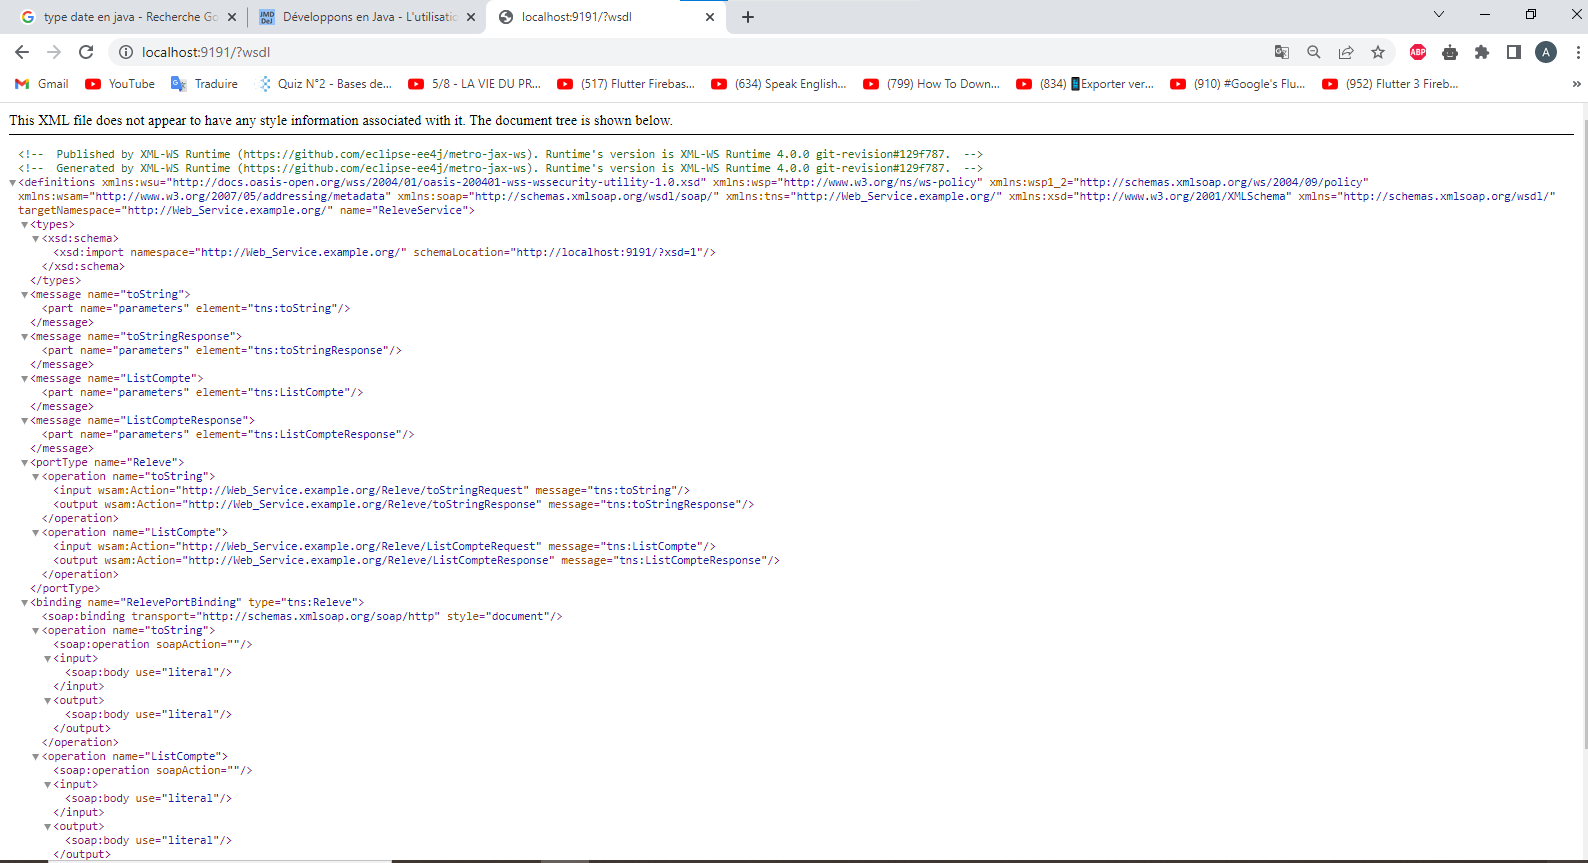 type date en java - Recherche Go
Développons en Java - L'utilisatio
localhost:9191/?wsdl
localhost:9191/?wsdl
ABP
A
Gmail
YouTube
Traduire
Quiz N°2 - Bases de...
5/8 - LA VIE DU PR...
(517) Flutter Firebas...
(634) Speak English...
(799) How To Down...
(834) 📱Exporter ver...
(910) #Google's Flu...
(952) Flutter 3 Fireb...
»
This XML file does not appear to have any style information associated with it. The document tree is shown below.
<!-- Published by XML-WS Runtime (https://github.com/eclipse-ee4j/metro-jax-ws). Runtime's version is XML-WS Runtime 4.0.0 git-revision#129f787. -->
<!-- Generated by XML-WS Runtime (https://github.com/eclipse-ee4j/metro-jax-ws). Runtime's version is XML-WS Runtime 4.0.0 git-revision#129f787. -->
▼<definitions xmlns:wsu="http://docs.oasis-open.org/wss/2004/01/oasis-200401-wss-wssecurity-utility-1.0.xsd" xmlns:wsp="http://www.w3.org/ns/ws-policy" xmlns:wsp1_2="http://schemas.xmlsoap.org/ws/2004/09/policy"
xmlns:wsam="http://www.w3.org/2007/05/addressing/metadata" xmlns:soap="http://schemas.xmlsoap.org/wsdl/soap/" xmlns:tns="http://Web_Service.example.org/" xmlns:xsd="http://www.w3.org/2001/XMLSchema" xmlns="http://schemas.xmlsoap.org/wsdl/"
targetNamespace="http://Web_Service.example.org/" name="ReleveService">
▼<types>
▼<xsd:schema>
<xsd:import namespace="http://Web_Service.example.org/" schemaLocation="http://localhost:9191/?xsd=1"/>
</xsd:schema>
</types>
▼<message name="toString">
<part name="parameters" element="tns:toString"/>
</message>
▼<message name="toStringResponse">
<part name="parameters" element="tns:toStringResponse"/>
</message>
▼<message name="ListCompte">
<part name="parameters" element="tns:ListCompte"/>
</message>
▼<message name="ListCompteResponse">
<part name="parameters" element="tns:ListCompteResponse"/>
</message>
▼<portType name="Releve">
▼<operation name="toString">
<input wsam:Action="http://Web_Service.example.org/Releve/toStringRequest" message="tns:toString"/>
<output wsam:Action="http://Web_Service.example.org/Releve/toStringResponse" message="tns:toStringResponse"/>
</operation>
▼<operation name="ListCompte">
<input wsam:Action="http://Web_Service.example.org/Releve/ListCompteRequest" message="tns:ListCompte"/>
<output wsam:Action="http://Web_Service.example.org/Releve/ListCompteResponse" message="tns:ListCompteResponse"/>
</operation>
</portType>
▼<binding name="RelevePortBinding" type="tns:Releve">
<soap:binding transport="http://schemas.xmlsoap.org/soap/http" style="document"/>
▼<operation name="toString">
<soap:operation soapAction=""/>
▼<input>
<soap:body use="literal"/>
</input>
▼<output>
<soap:body use="literal"/>
</output>
</operation>
▼<operation name="ListCompte">
<soap:operation soapAction=""/>
▼<input>
<soap:body use="literal"/>
</input>
▼<output>
<soap:body use="literal"/>
</output>